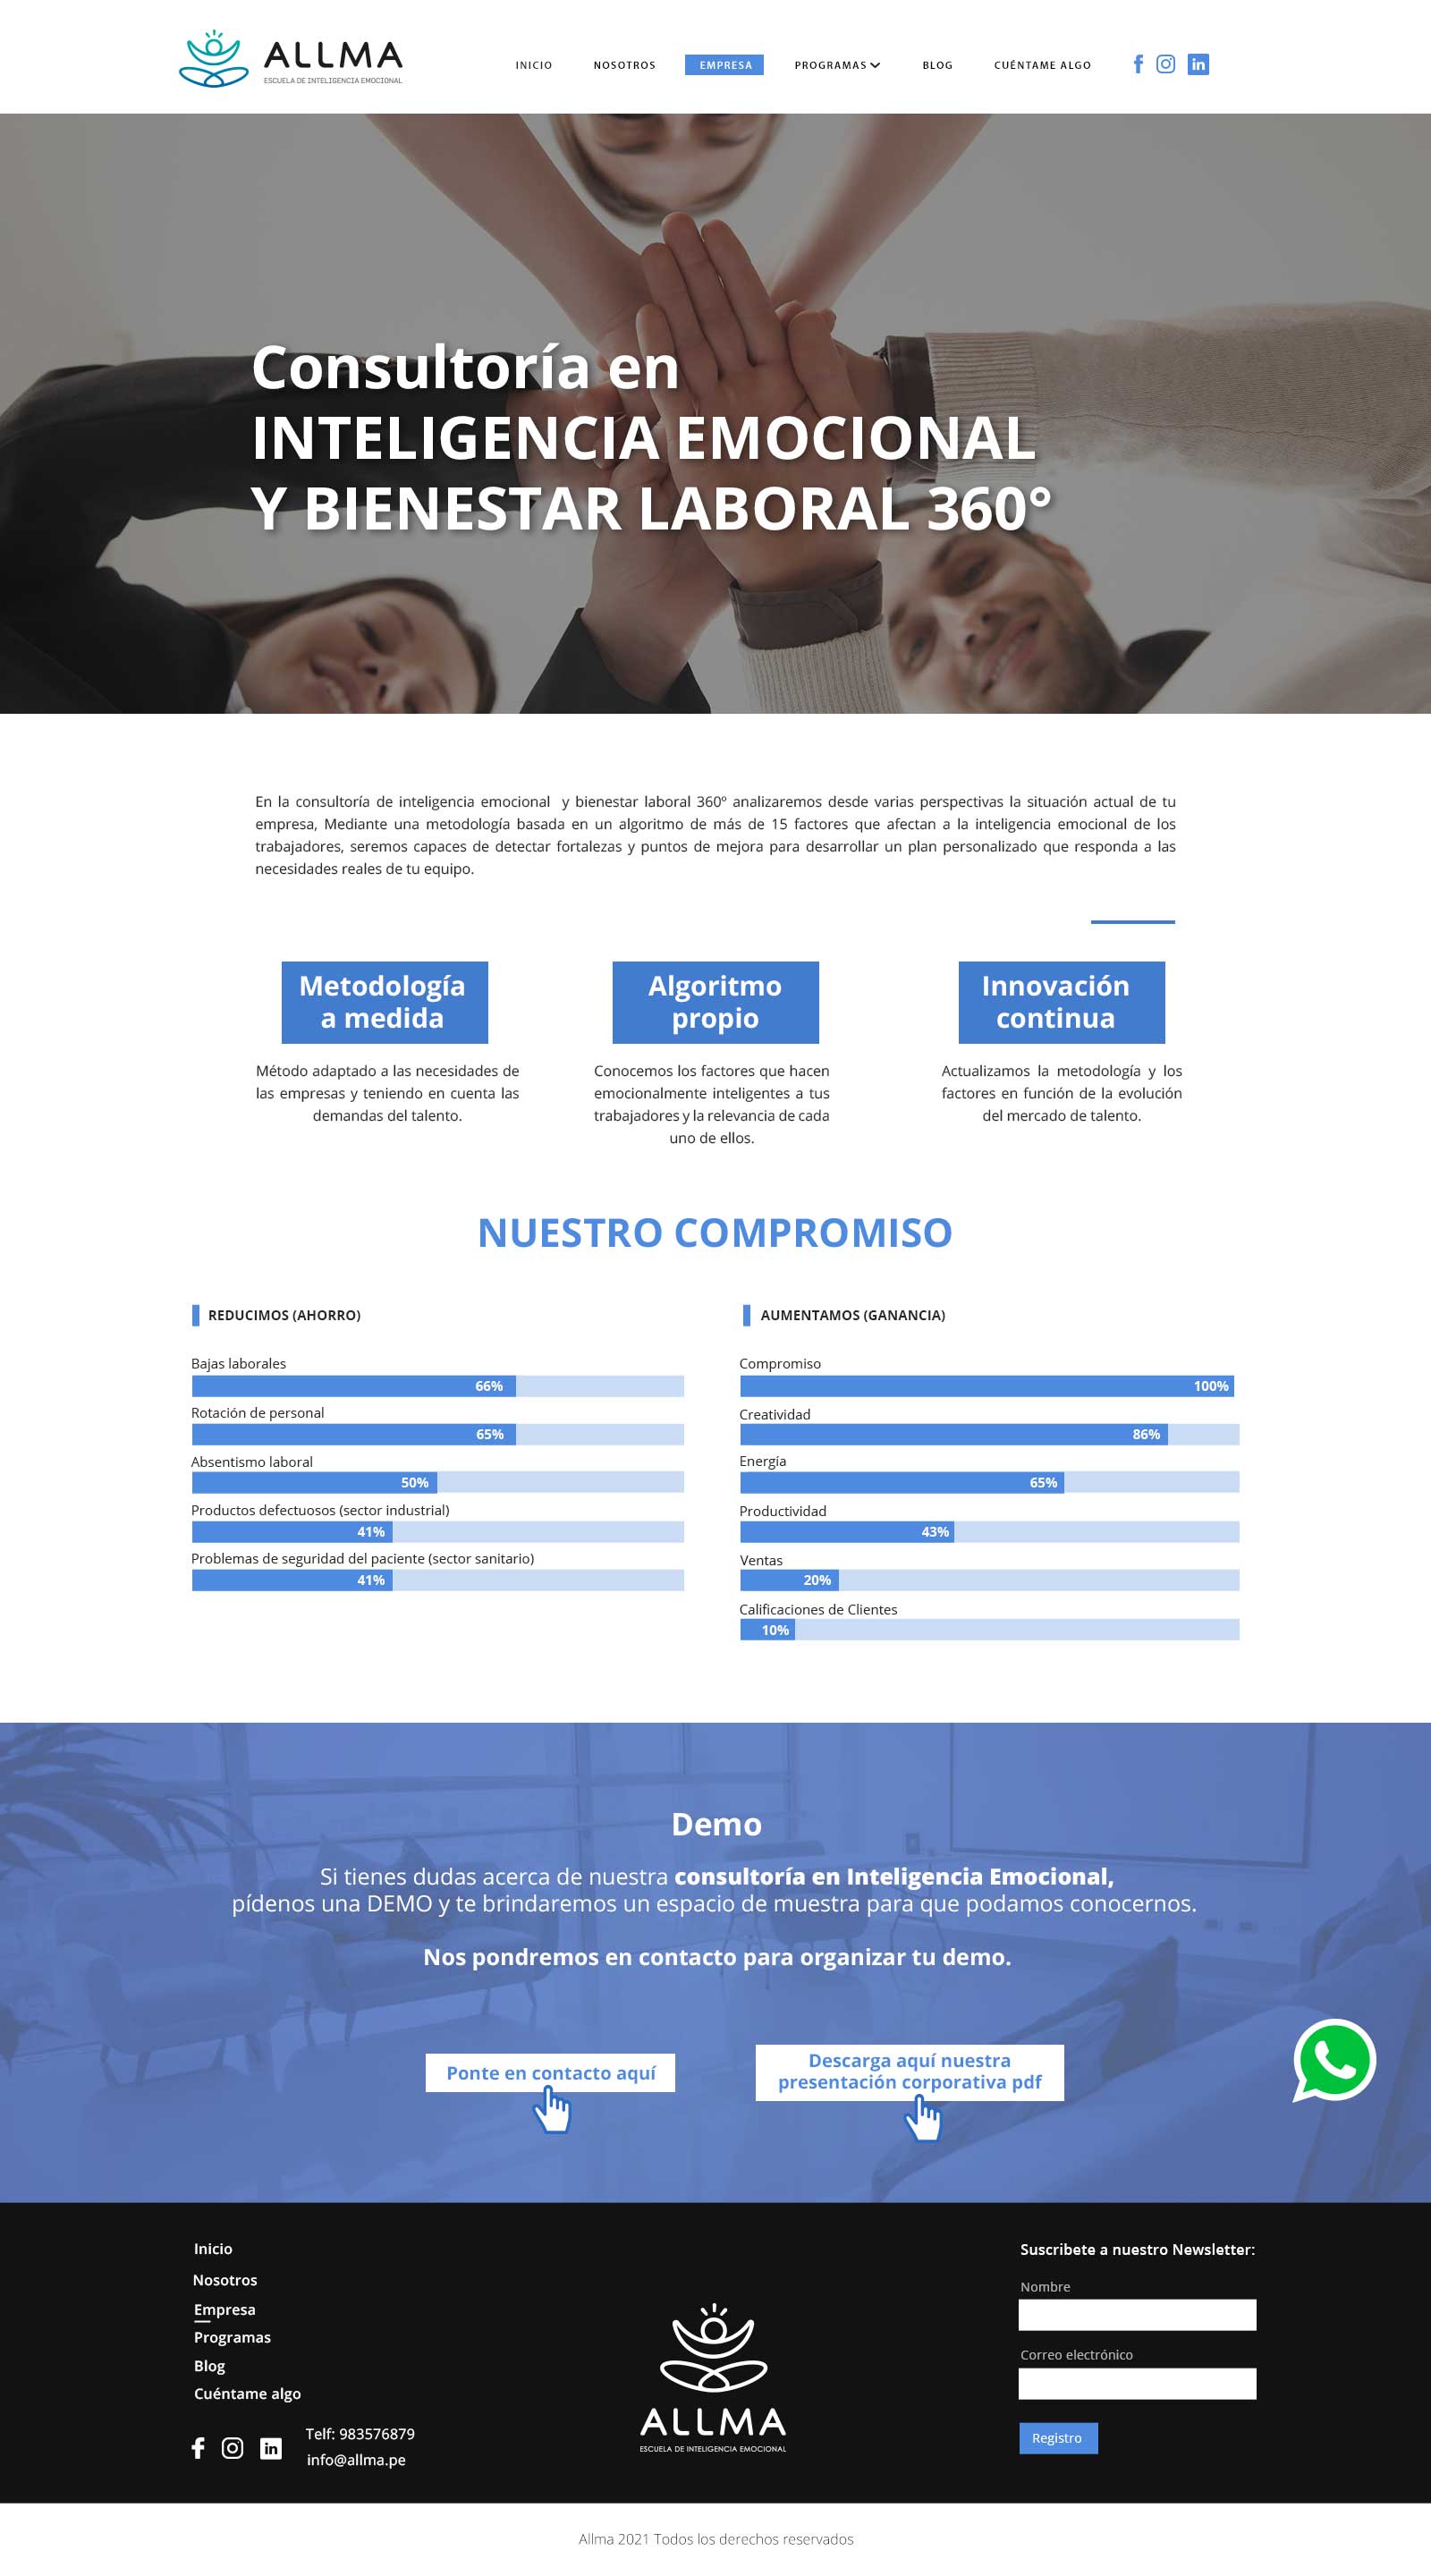 ALLMA
ESCUELA DE INTELIGENCIA EMOCIONAL
INICIO
NOSOTROS
EMPRESA
PROGRAMAS
BLOG
CUÉNTAME ALGO
Consultoría en
INTELIGENCIA EMOCIONAL
Y BIENESTAR LABORAL 360°
En la consultoría de inteligencia emocional y bienestar laboral 360º analizaremos desde varias perspectivas la situación actual de tu
empresa, Mediante una metodología basada en un algoritmo de más de 15 factores que afectan a la inteligencia emocional de los
trabajadores, seremos capaces de detectar fortalezas y puntos de mejora para desarrollar un plan personalizado que responda a las
necesidades reales de tu equipo.
Metodología
a medida
Método adaptado a las necesidades de
las empresas y teniendo en cuenta las
demandas del talento.
Algoritmo
propio
Conocemos los factores que hacen
emocionalmente inteligentes a tus
trabajadores y la relevancia de cada
uno de ellos.
Innovación
continua
Actualizamos la metodología y los
factores en función de la evolución
del mercado de talento.
NUESTRO COMPROMISO
REDUCIMOS (AHORRO)
Bajas laborales
66%
Rotación de personal
65%
Absentismo laboral
50%
Productos defectuosos (sector industrial)
41%
Problemas de seguridad del paciente (sector sanitario)
41%
AUMENTAMOS (GANANCIA)
Compromiso
100%
Creatividad
86%
Energía
65%
Productividad
43%
Ventas
20%
Calificaciones de Clientes
10%
Demo
Si tienes dudas acerca de nuestra consultoría en Inteligencia Emocional,
pídenos una DEMO y te brindaremos un espacio de muestra para que podamos conocernos.
Nos pondremos en contacto para organizar tu demo.
Ponte en contacto aquí
Descarga aquí nuestra
presentación corporativa pdf
Inicio
Nosotros
Empresa
Programas
Blog
Cuéntame algo
in
Telf: 983576879
info@allma.pe
ALLMA
ESCUELA DE INTELIGENCIA EMOCIONAL
Suscribete a nuestro Newsletter:
Nombre
Correo electrónico
Registro
Allma 2021 Todos los derechos reservados